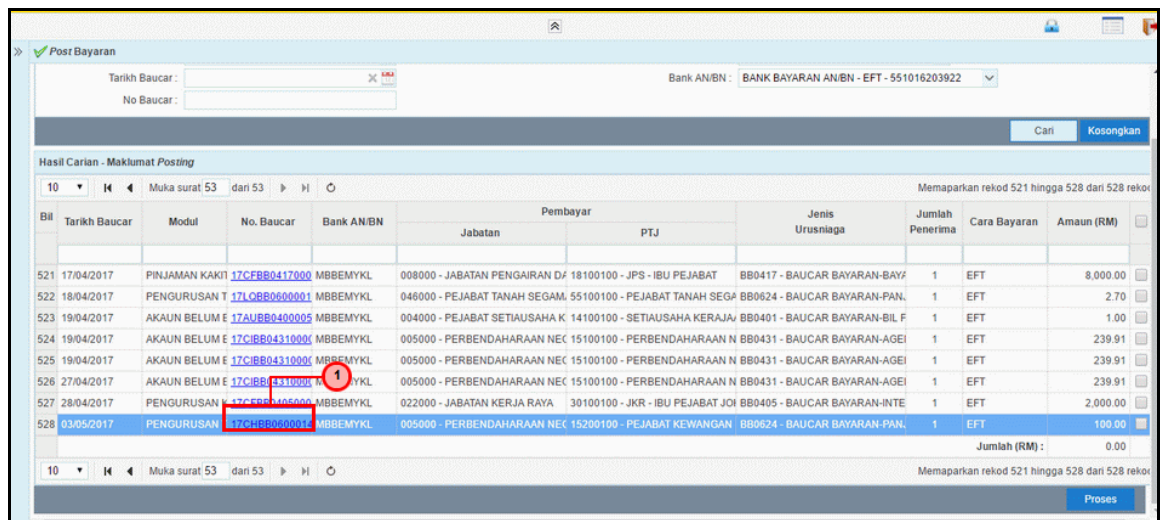 Post Bayaran
Tarikh Baucar :
Bank AN/BN : BANK BAYARAN AN/BN - EFT - 551016203922
No Baucar :
Cari Kosongkan
Hasil Carian - Maklumat Posting
10 Muka surat 53 dari 53 Memaparkan rekod 521 hingga 528 dari 528 rekod
Bil Tarikh Baucar Modul No. Baucar Bank AN/BN Pembayar Jenis Urusniaga Jumlah Penerima Cara Bayaran Amaun (RM)
Jabatan PTJ
521 17/04/2017 PINJAMAN KAKIT 17CFBB0417000 MBBEMYKL 008000 - JABATAN PENGAIRAN DA 18100100 - JPS - IBU PEJABAT BB0417 - BAUCAR BAYARAN-BAYA 1 EFT 8,000.00
522 18/04/2017 PENGURUSAN T 17LQBB0600001 MBBEMYKL 046000 - PEJABAT TANAH SEGAM 55100100 - PEJABAT TANAH SEGA BB0624 - BAUCAR BAYARAN-PAN. 1 EFT 2.70
523 19/04/2017 AKAUN BELUM E 17AUBB0400005 MBBEMYKL 004000 - PEJABAT SETIAUSAHA K 14100100 - SETIAUSAHA KERAJA BB0401 - BAUCAR BAYARAN-BIL F 1 EFT 1.00
524 19/04/2017 AKAUN BELUM E 17CIBB04310000 MBBEMYKL 005000 - PERBENDAHARAAN NE 15100100 - PERBENDAHARAAN N BB0431 - BAUCAR BAYARAN-AGE 1 EFT 239.91
525 19/04/2017 AKAUN BELUM E 17CIBB04310000 MBBEMYKL 005000 - PERBENDAHARAAN NE 15100100 - PERBENDAHARAAN N BB0431 - BAUCAR BAYARAN-AGE 1 EFT 239.91
526 27/04/2017 AKAUN BELUM E 17CIBB04310000 005000 - PERBENDAHARAAN NE 15100100 - PERBENDAHARAAN N BB0431 - BAUCAR BAYARAN-AGE 1 EFT 239.91
1
527 28/04/2017 PENGURUSAN 17CFBB0405000 MBBEMYKL 022000 - JABATAN KERJA RAYA 30100100 - JKR - IBU PEJABAT JOI BB0405 - BAUCAR BAYARAN-INTE 1 EFT 2,000.00
528 03/05/2017 PENGURUSAN 17CHBB0600014 MBBEMYKL 005000 - PERBENDAHARAAN NE 15200100 - PEJABAT KEWANGAN BB0624 - BAUCAR BAYARAN-PAN. 1 EFT 100.00
Jumlah (RM) : 0.00
10 Muka surat 53 dari 53 Memaparkan rekod 521 hingga 528 dari 528 rekod
Proses